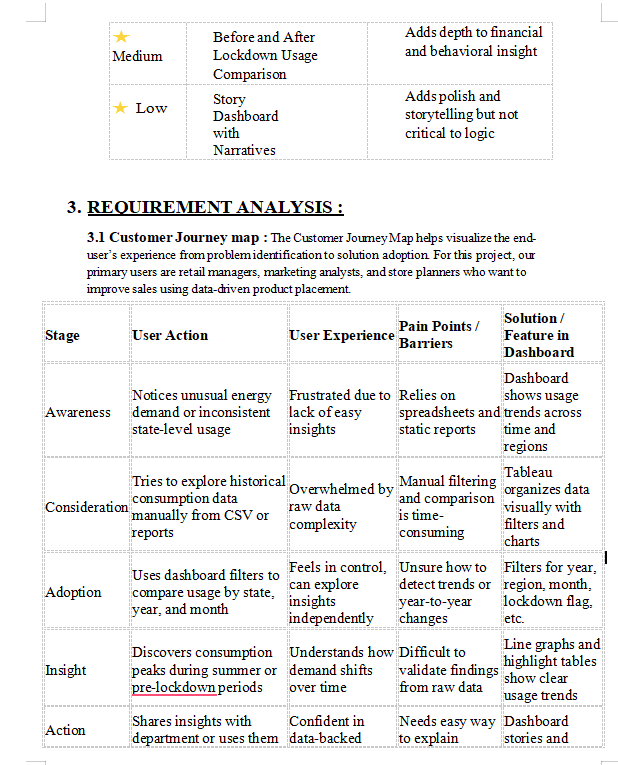 Medium
Before and After
Lockdown Usage
Comparison
Adds depth to financial
and behavioral insight
Low
Story
Dashboard
with
Narratives
Adds polish and
storytelling but not
critical to logic
3. REQUIREMENT ANALYSIS :
3.1 Customer Journey map : The Customer Journey Map helps visualize the end-
user's experience from problem identification to solution adoption. For this project, our
primary users are retail managers, marketing analysts, and store planners who want to
improve sales using data-driven product placement.
Stage
User Action
User Experience
Pain Points /
Barriers
Solution /
Feature in
Dashboard
Awareness
Notices unusual energy
demand or inconsistent
state-level usage
Frustrated due to
lack of easy
insights
Relies on
spreadsheets and
static reports
Dashboard
shows usage
trends across
time and
regions
Consideration
Tries to explore historical
consumption data
manually from CSV or
reports
Overwhelmed by
raw data
complexity
Manual filtering
and comparison
is time-
consuming
Tableau
organizes data
visually with
filters and
charts
Adoption
Uses dashboard filters to
compare usage by state,
year, and month
Feels in control,
can explore
insights
independently
Unsure how to
detect trends or
year-to-year
changes
Filters for year,
region, month,
lockdown flag,
etc.
Insight
Discovers consumption
peaks during summer or
pre-lockdown periods
Understands how
demand shifts
over time
Difficult to
validate findings
from raw data
Line graphs and
highlight tables
show clear
usage trends
Action
Shares insights with
department or uses them
Confident in
data-backed
Needs easy way
to explain
Dashboard
stories and